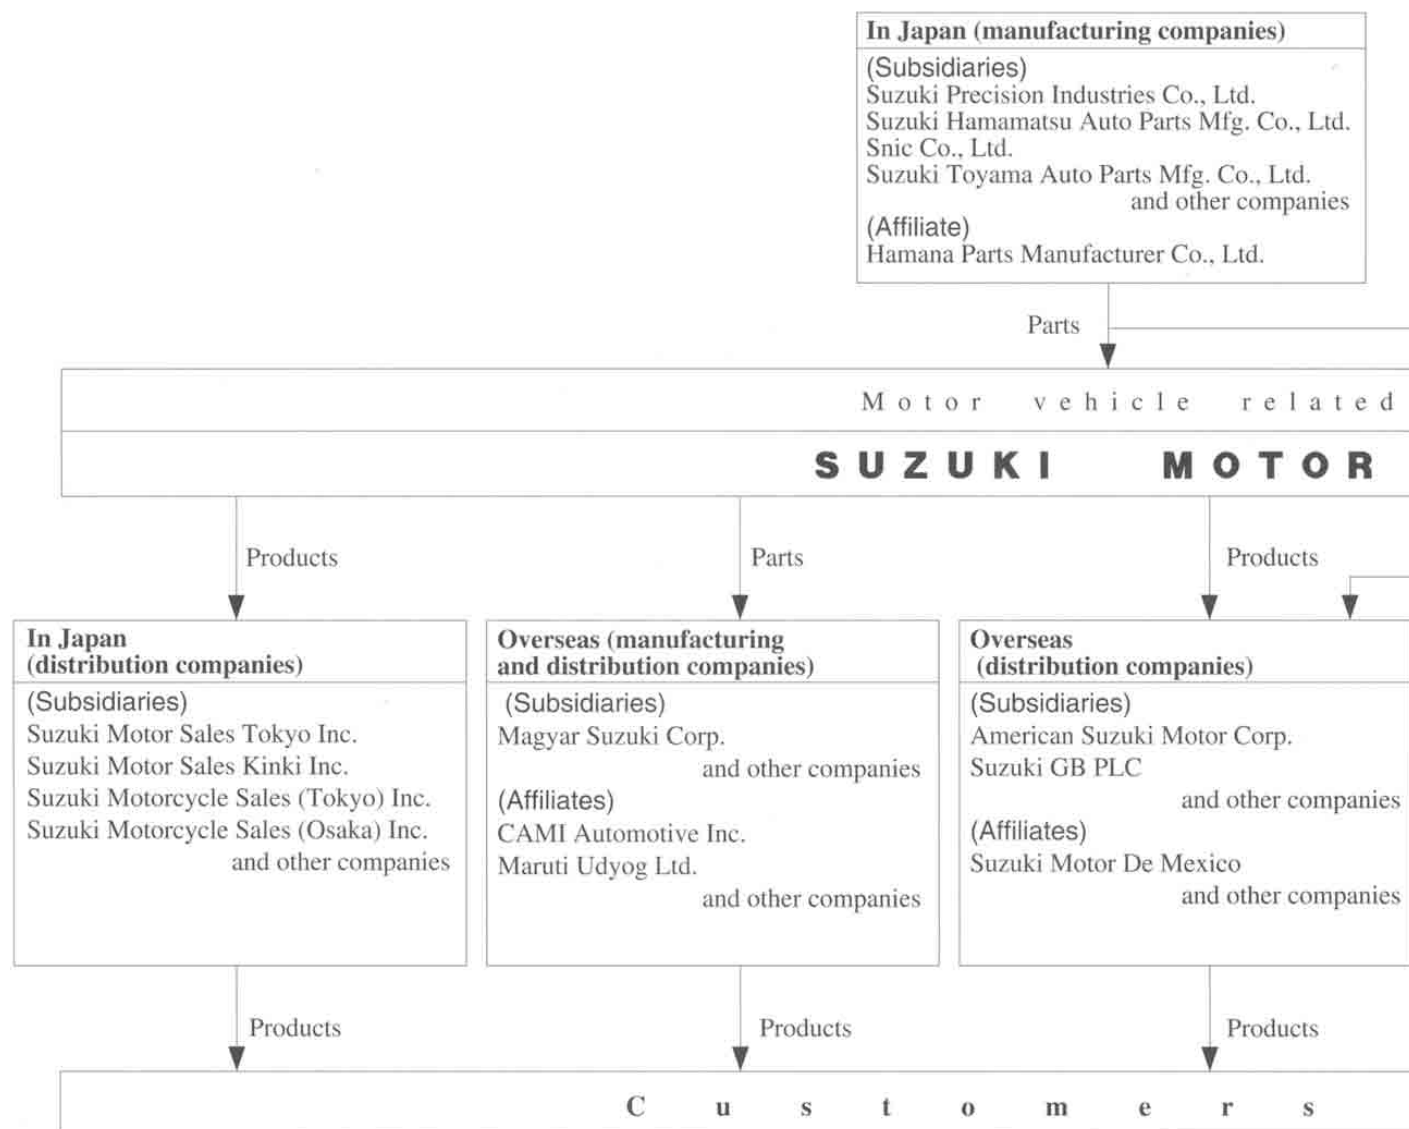 In Japan (manufacturing companies)
(Subsidiaries)
Suzuki Precision Industries Co., Ltd.
Suzuki Hamamatsu Auto Parts Mfg. Co., Ltd.
Snic Co., Ltd.
Suzuki Toyama Auto Parts Mfg. Co., Ltd.
and other companies
(Affiliate)
Hamana Parts Manufacturer Co., Ltd.
Parts
Motor vehicle related
SUZUKI MOTOR
Products
Parts
Products
In Japan
(distribution companies)
(Subsidiaries)
Suzuki Motor Sales Tokyo Inc.
Suzuki Motor Sales Kinki Inc.
Suzuki Motorcycle Sales (Tokyo) Inc.
Suzuki Motorcycle Sales (Osaka) Inc.
and other companies
Overseas (manufacturing
and distribution companies)
(Subsidiaries)
Magyar Suzuki Corp.
and other companies
(Affiliates)
CAMI Automotive Inc.
Maruti Udyog Ltd.
and other companies
Overseas
(distribution companies)
(Subsidiaries)
American Suzuki Motor Corp.
Suzuki GB PLC
and other companies
(Affiliates)
Suzuki Motor De Mexico
and other companies
Products
Products
Products
Customers